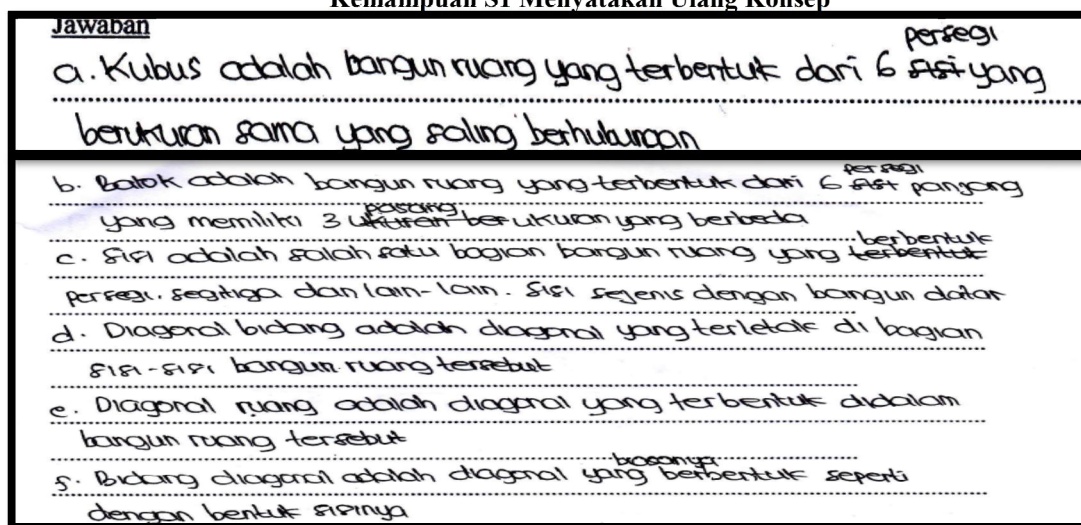 Kemampuan S1 Menyatakan Ulang Konsep
Jawaban
persegi
a. Kubus adalah bangun ruang yang terbentuk dari 6 sisi yang
berukuran sama yang saling berhubungan
persegi
b. Balok adalah bangun ruang yang terbentuk dari 6 sisi panjang
pasang
yang memiliki 3 ukuran berukuran yang berbeda
berbentuk
c. Sisi adalah salah satu bagian bangun ruang yang terbentuk
persegi, segitiga dan lain-lain. Sisi sejenis dengan bangun datar
d. Diagonal bidang adalah diagonal yang terletak di bagian
sisi-sisi bangun ruang tersebut
e. Diagonal ruang adalah diagonal yang terbentuk didalam
bangun ruang tersebut
biasanya
f. Bidang diagonal adalah diagonal yang berbentuk seperti
dengan bentuk sisinya